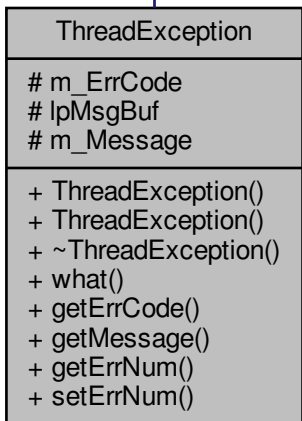 ThreadException
# m_ErrCode
# lpMsgBuf
# m_Message
+ ThreadException()
+ ThreadException()
+ ~ThreadException()
+ what()
+ getErrCode()
+ getMessage()
+ getErrNum()
+ setErrNum()